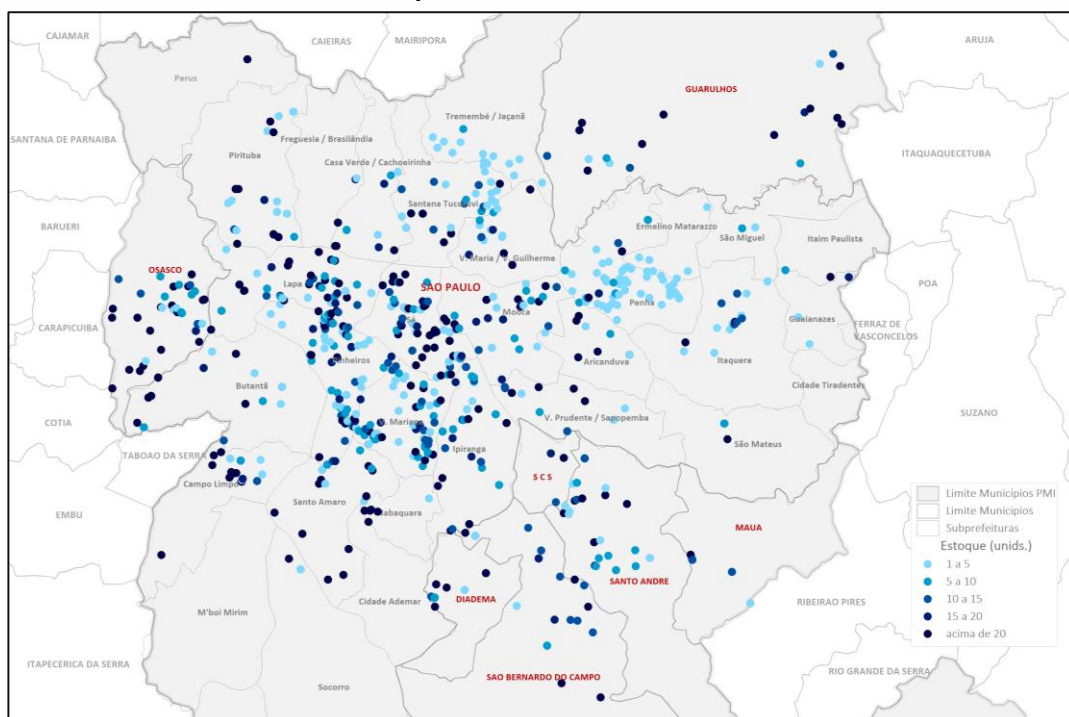 CAJAMAR
CAIEIRAS
MAIRIPORA
ARUJA
Perus
GUARULHOS
SANTANA DE PARNAIBA
Tremembé / Jaçanã
Freguesia / Brasilândia
Pirituba
Casa Verde / Cachoeirinha
ITAQUAQUECETUBA
Santana Tucuruvi
Ermelino Matarazzo
BARUERI
São Miguel
Itaim Paulista
V. Maria / V. Guilherme
OSASCO
Lapa
SAO PAULO
POA
Penha
Mooca
Sé
Guaianazes
CARAPICUIBA
FERRAZ DE
VASCONCELOS
Pinheiros
Aricanduva
Itaquera
Butantã
Cidade Tiradentes
COTIA
V. Mariana
V. Prudente / Sapopemba
SUZANO
São Mateus
TABOAO DA SERRA
Ipiranga
Campo Limpo
S C S
Santo Amaro
Jabaquara
EMBU
MAUA
SANTO ANDRE
DIADEMA
Cidade Ademar
M'boi Mirim
RIBEIRAO PIRES
ITAPECERICA DA SERRA
SAO BERNARDO DO CAMPO
RIO GRANDE DA SERRA
Socorro
Limite Municipios PMI
Limite Municipios
Subprefeituras
Estoque (unids.)
1 a 5
5 a 10
10 a 15
15 a 20
acima de 20